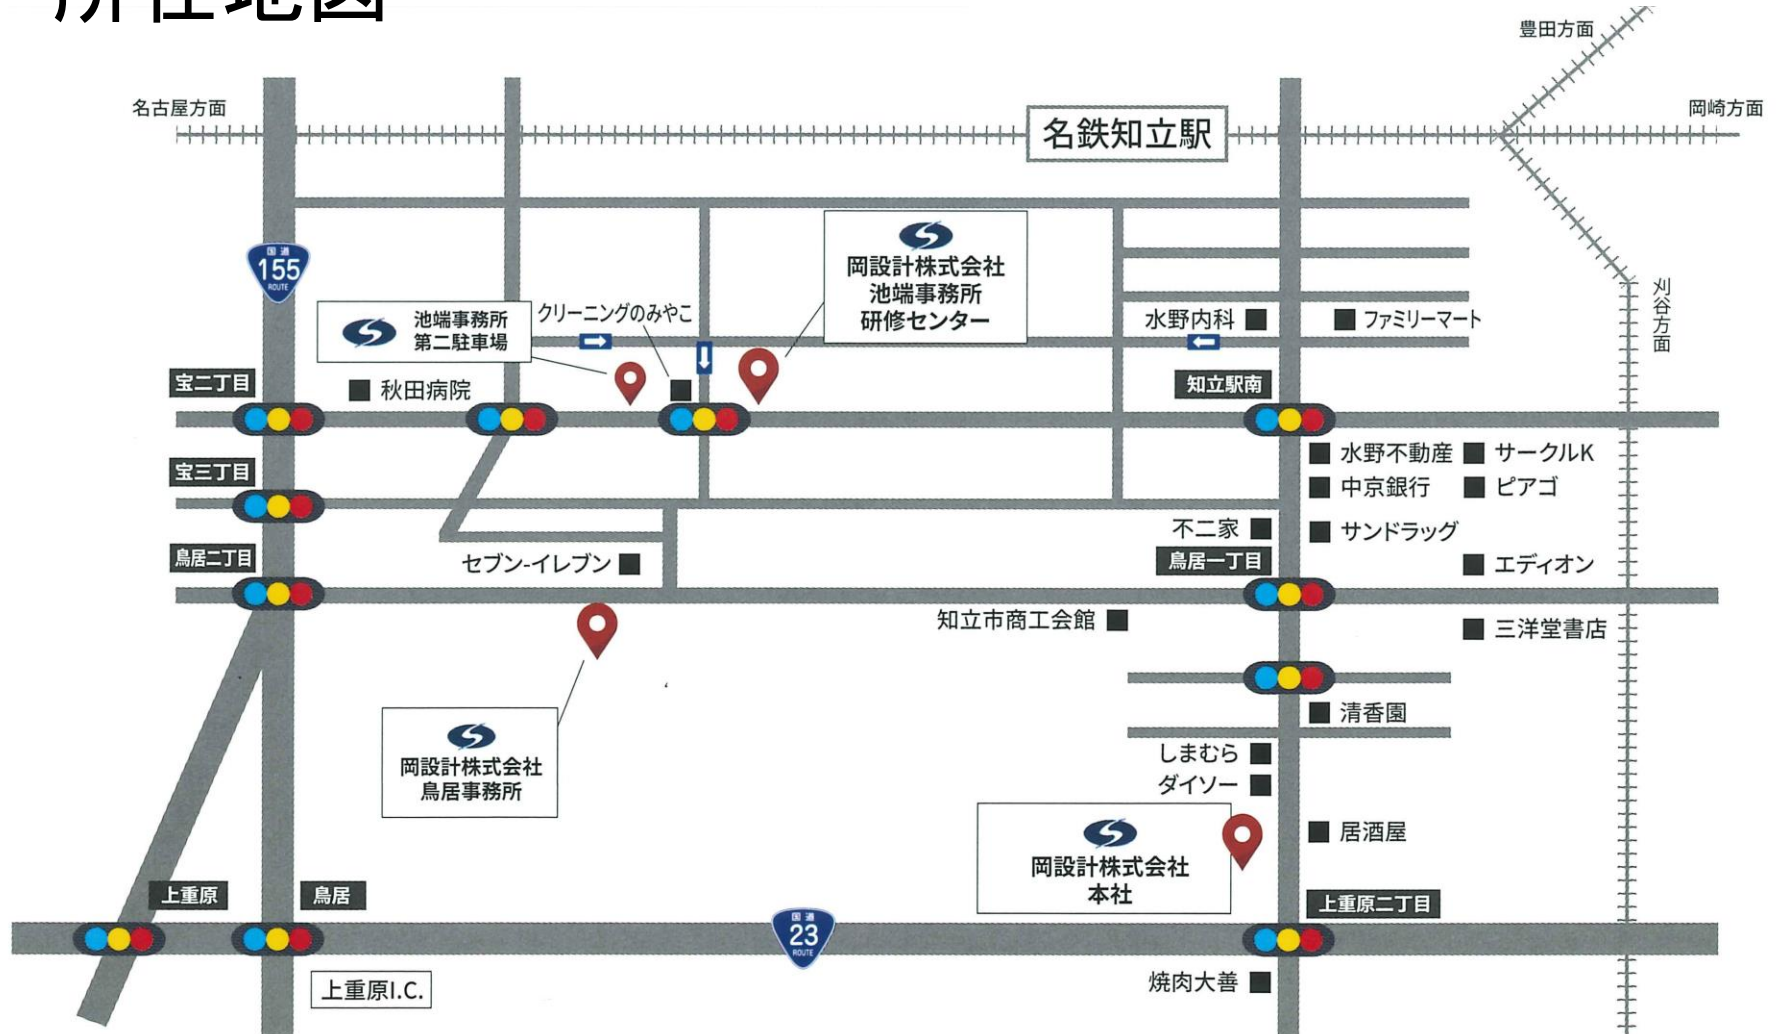 所在地図
豊田方面
名古屋方面
岡崎方面
名鉄知立駅
国道
155
ROUTE
岡設計株式会社
池端事務所
研修センター
池端事務所
第二駐車場
クリーニングのみやこ
水野内科
ファミリーマート
刈谷方面
宝二丁目
秋田病院
知立駅南
水野不動産
サークルK
宝三丁目
中京銀行
ピアゴ
不二家
サンドラッグ
鳥居二丁目
セブン-イレブン
鳥居一丁目
エディオン
知立市商工会館
三洋堂書店
清香園
岡設計株式会社
鳥居事務所
しまむら
ダイソー
居酒屋
岡設計株式会社
本社
上重原
鳥居
上重原二丁目
国道
23
ROUTE
上重原I.C.
焼肉大善